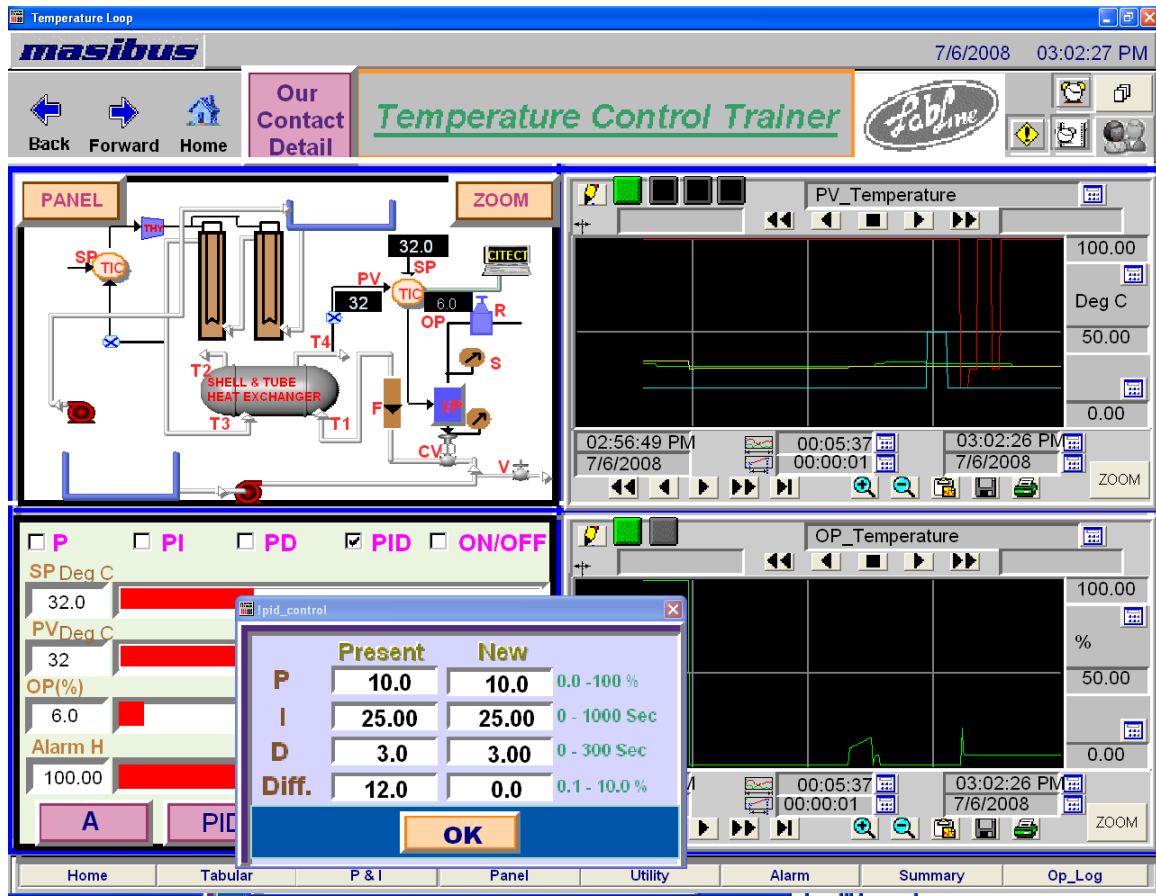 Temperature Loop
masibus
7/6/2008 03:02:27 PM
Back Forward Home
Our
Contact
Detail
Temperature Control Trainer
LabLine
PANEL
ZOOM
THY
SP
TIC
32.0
SP
CITECT
PV
TIC
32
6.0
OP
R
T4
S
T2
SHELL & TUBE
HEAT EXCHANGER
F
I/P
T3
T1
CV
V
PV_Temperature
100.00
Deg C
50.00
0.00
02:56:49 PM
00:05:37
03:02:26 PM
7/6/2008
00:00:01
7/6/2008
ZOOM
P PI PD PID ON/OFF
SP Deg C
32.0
PV Deg C
32
OP(%)
6.0
Alarm H
100.00
A
PID
!pid_control
Present New
P 10.0 10.0 0.0 -100 %
I 25.00 25.00 0 - 1000 Sec
D 3.0 3.00 0 - 300 Sec
Diff. 12.0 0.0 0.1 - 10.0 %
OK
OP_Temperature
100.00
%
50.00
0.00
00:05:37
03:02:26 PM
00:00:01
7/6/2008
ZOOM
Home Tabular P & I Panel Utility Alarm Summary Op_Log